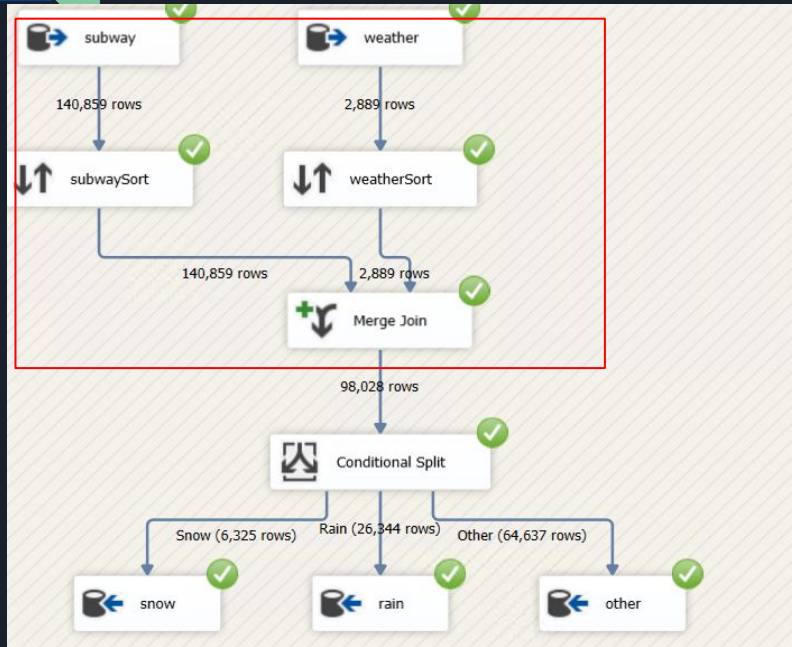 subway
weather
140,859 rows
2,889 rows
subwaySort
weatherSort
140,859 rows
2,889 rows
Merge Join
98,028 rows
Conditional Split
Snow (6,325 rows)
Rain (26,344 rows)
Other (64,637 rows)
snow
rain
other